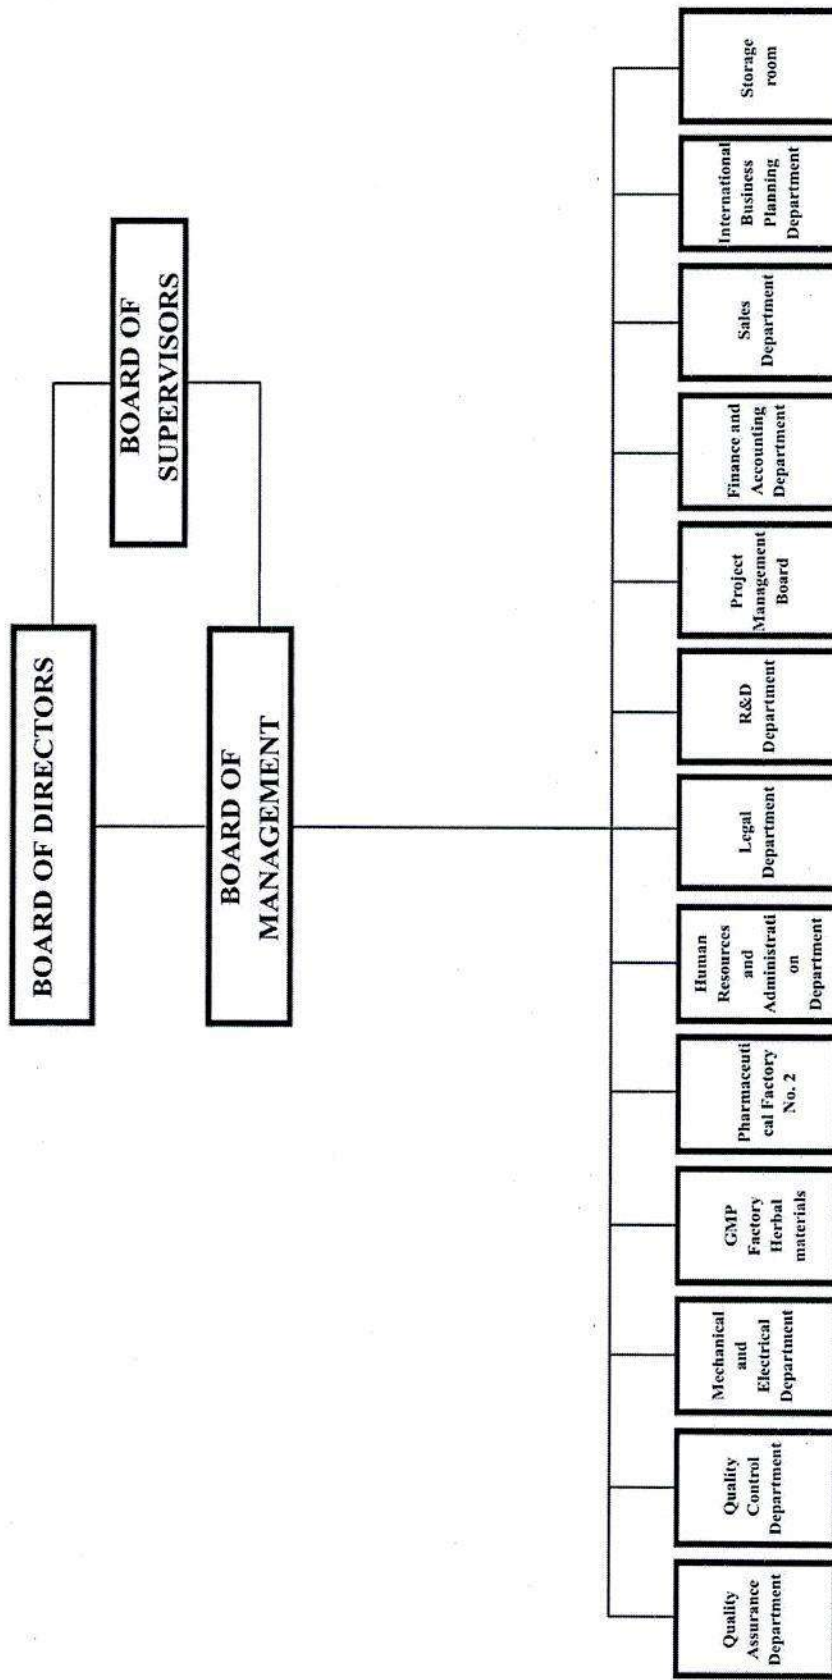 BOARD OF DIRECTORS
BOARD OF
SUPERVISORS
BOARD OF
MANAGEMENT
Quality
Assurance
Department
Quality
Control
Department
Mechanical
and
Electrical
Department
GMP
Factory
Herbal
materials
Pharmaceuti
cal Factory
No. 2
Human
Resources
and
Administrati
on
Department
Legal
Department
R&D
Department
Project
Management
Board
Finance and
Accounting
Department
Sales
Department
International
Business
Planning
Department
Storage
room